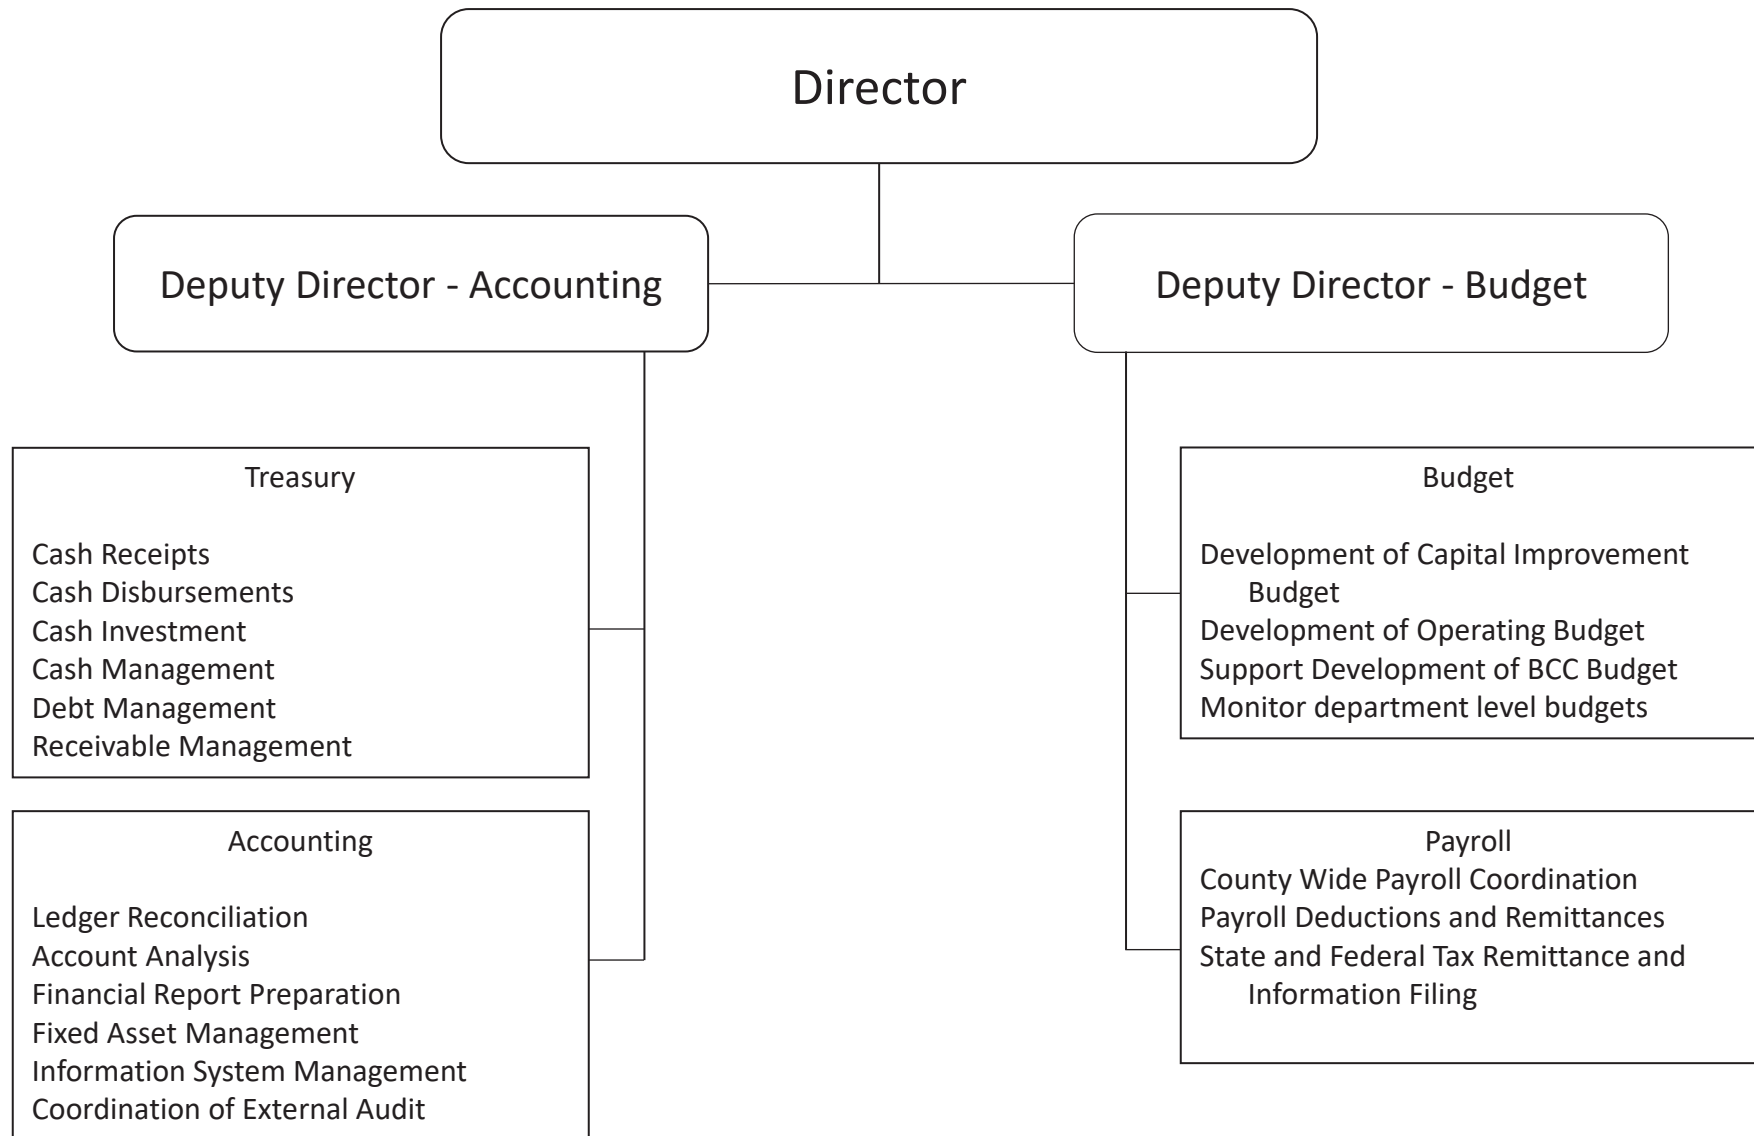 Director
Deputy Director - Accounting
Deputy Director - Budget
Treasury
Cash Receipts
Cash Disbursements
Cash Investment
Cash Management
Debt Management
Receivable Management
Budget
Development of Capital Improvement
Budget
Development of Operating Budget
Support Development of BCC Budget
Monitor department level budgets
Accounting
Ledger Reconciliation
Account Analysis
Financial Report Preparation
Fixed Asset Management
Information System Management
Coordination of External Audit
Payroll
County Wide Payroll Coordination
Payroll Deductions and Remittances
State and Federal Tax Remittance and
Information Filing